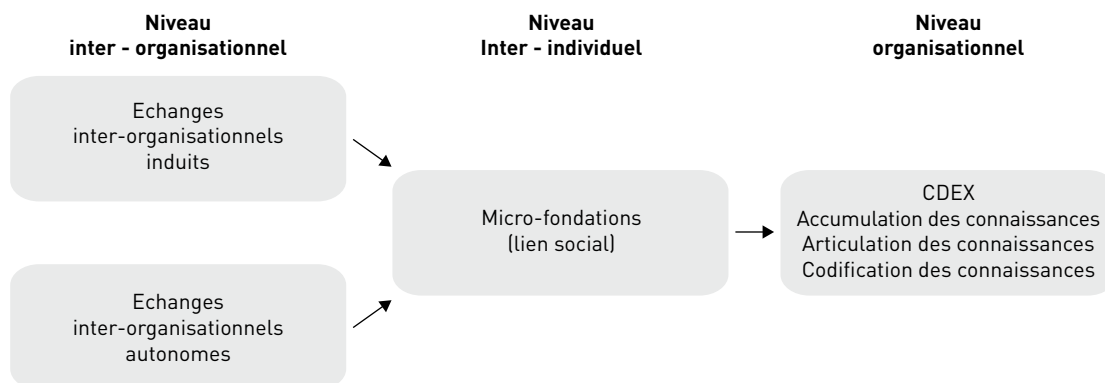 Niveau
inter - organisationnel
Niveau
Inter - individuel
Niveau
organisationnel
Echanges
inter-organisationnels
induits
Micro-fondations
(lien social)
CDEX
Accumulation des connaissances
Articulation des connaissances
Codification des connaissances
Echanges
inter-organisationnels
autonomes